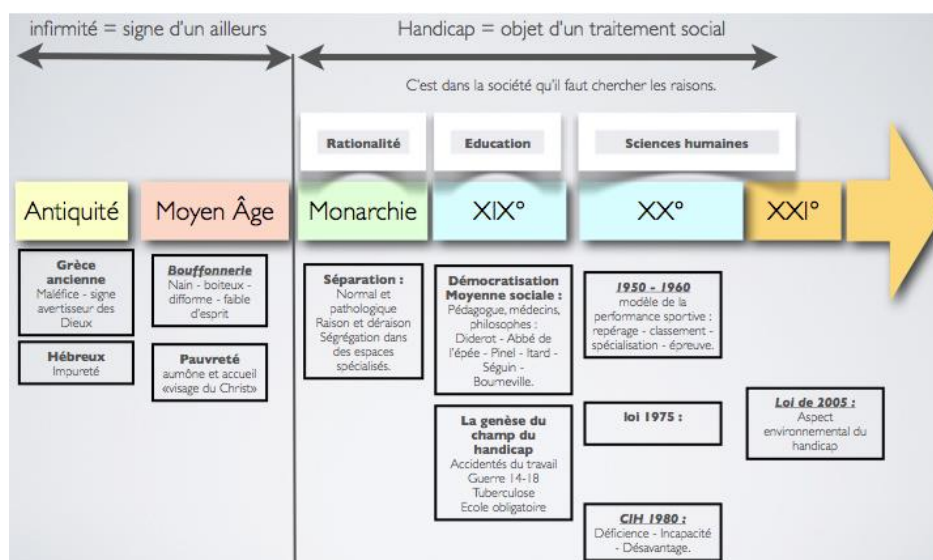 infirmité = signe d'un ailleurs
Handicap = objet d'un traitement social
C'est dans la société qu'il faut chercher les raisons.
Rationalité
Education
Sciences humaines
Antiquité
Moyen Âge
Monarchie
XIX°
XX°
XXI°
Grèce
ancienne
Maléfice - signe
avertisseur des
Dieux
Hébreux
Impureté
Bouffonnerie
Nain - boiteux -
difforme - faible
d'esprit
Pauvreté
aumône et accueil
«visage du Christ»
Séparation :
Normal et
pathologique
Raison et déraison
Ségrégation dans
des espaces
spécialisés.
Démocratisation
Moyenne sociale :
Pédagogue, médecins,
philosophes :
Diderot - Abbé de
l'épée - Pinel - Itard -
Séguin -
Bourneville.
La genèse du
champ du
handicap
Accidentés du travail
Guerre 14-18
Tuberculose
Ecole obligatoire
1950 - 1960
modèle de la
performance sportive :
repérage - classement -
spécialisation - épreuve.
loi 1975 :
CIH 1980 :
Déficience - Incapacité
- Désavantage.
Loi de 2005 :
Aspect
environnemental du
handicap